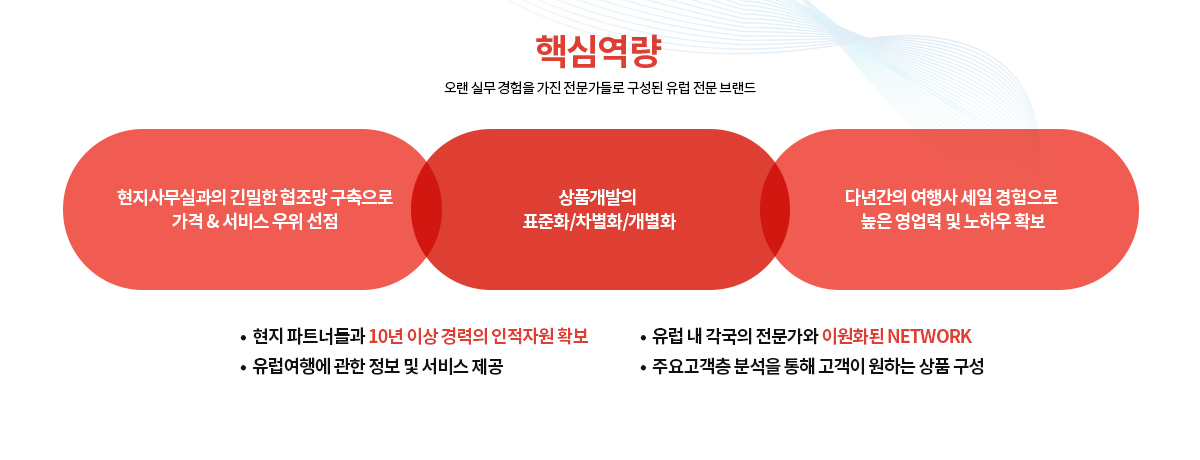 핵심역량
오랜 실무 경험을 가진 전문가들로 구성된 유럽 전문 브랜드
현지사무실과의 긴밀한 협조망 구축으로
가격 & 서비스 우위 선점
상품개발의
표준화/차별화/개별화
다년간의 여행사 세일 경험으로
높은 영업력 및 노하우 확보
• 현지 파트너들과 10년 이상 경력의 인적자원 확보
• 유럽여행에 관한 정보 및 서비스 제공
• 유럽 내 각국의 전문가와 이원화된 NETWORK
• 주요고객층 분석을 통해 고객이 원하는 상품 구성